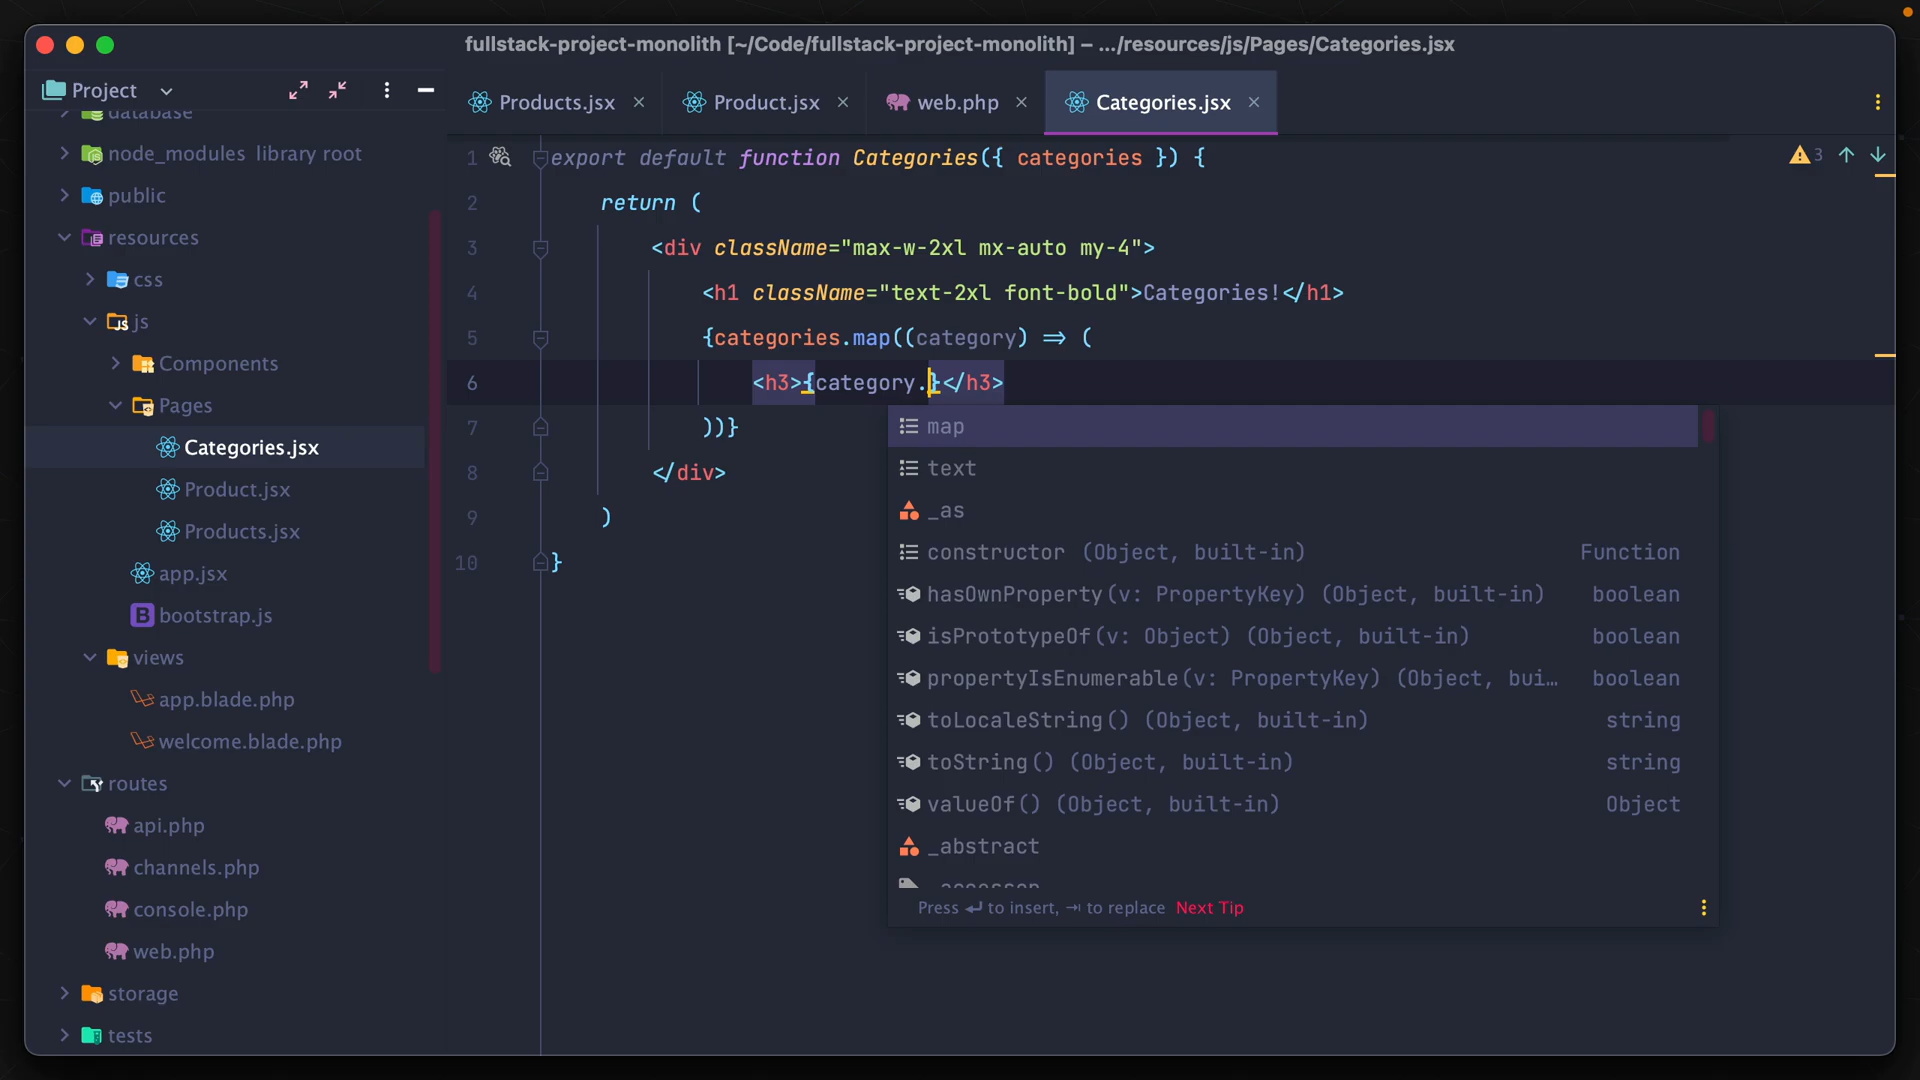 fullstack-project-monolith [~/Code/fullstack-project-monolith] – .../resources/js/Pages/Categories.jsx
Project
database
node_modules library root
public
resources
css
js
Components
Pages
Categories.jsx
Product.jsx
Products.jsx
app.jsx
bootstrap.js
views
app.blade.php
welcome.blade.php
routes
api.php
channels.php
console.php
web.php
storage
tests
Products.jsx
Product.jsx
web.php
Categories.jsx
3
1 export default function Categories({ categories }) {
2 return (
3 <div className="max-w-2xl mx-auto my-4">
4 <h1 className="text-2xl font-bold">Categories!</h1>
5 {categories.map((category) => (
6 <h3>{category.}</h3>
7 ))}
8 </div>
9 )
10 }
map
text
_as
constructor (Object, built-in) Function
hasOwnProperty(v: PropertyKey) (Object, built-in) boolean
isPrototypeOf(v: Object) (Object, built-in) boolean
propertyIsEnumerable(v: PropertyKey) (Object, bui… boolean
toLocaleString() (Object, built-in) string
toString() (Object, built-in) string
valueOf() (Object, built-in) Object
_abstract
Press ↵ to insert, ⇥ to replace Next Tip